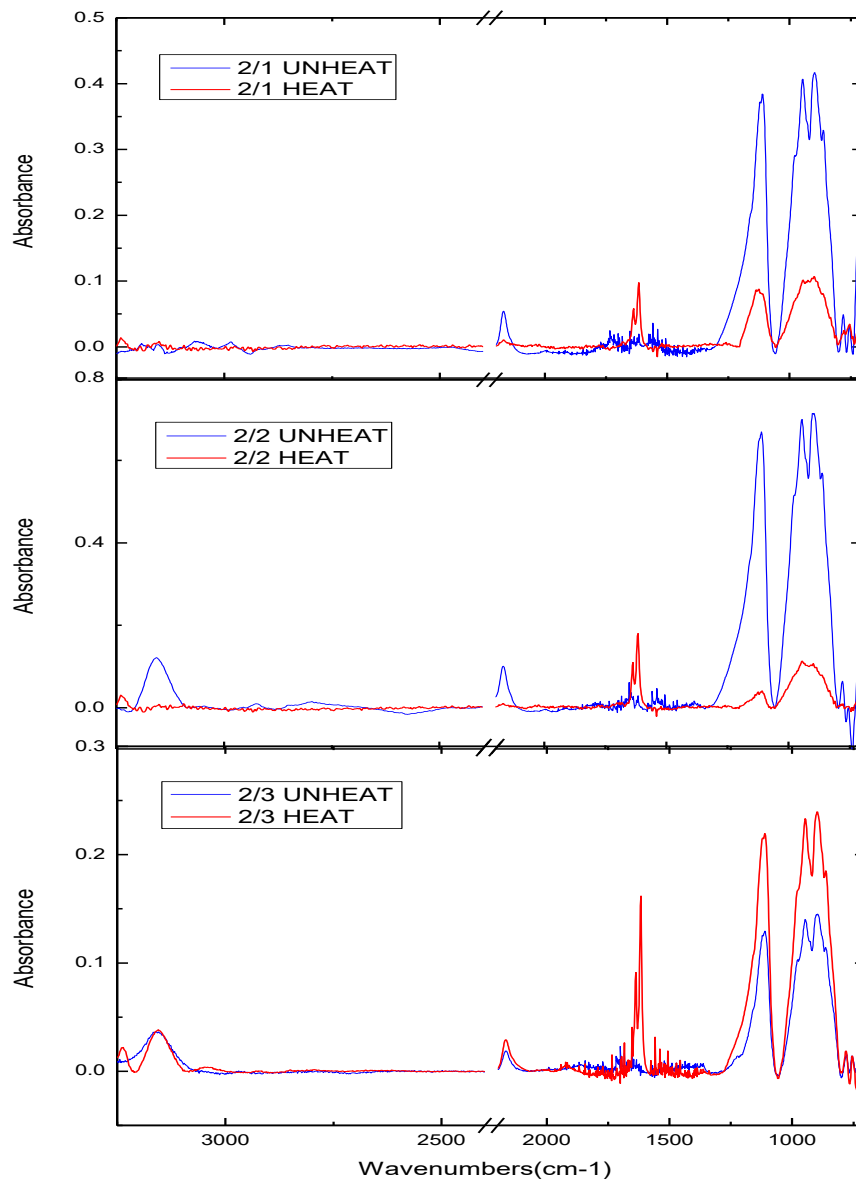 0.5
0.4
0.3
0.2
0.1
0.0
Absorbance
2/1 UNHEAT
2/1 HEAT
0.8
0.4
0.0
Absorbance
2/2 UNHEAT
2/2 HEAT
0.3
0.2
0.1
0.0
Absorbance
2/3 UNHEAT
2/3 HEAT
3000 2500 2000 1500 1000
Wavenumbers(cm-1)